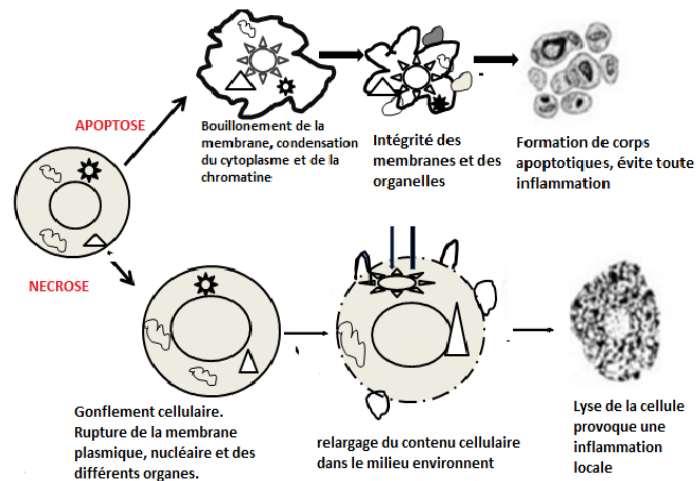 APOPTOSE
Bouillonement de la
membrane, condensation
du cytoplasme et de la
chromatine
Intégrité des
membranes et des
organelles
Formation de corps
apoptotiques, évite toute
inflammation
NECROSE
Gonflement cellulaire.
Rupture de la membrane
plasmique, nucléaire et des
différents organes.
relargage du contenu cellulaire
dans le milieu environment
Lyse de la cellule
provoque une
inflammation
locale